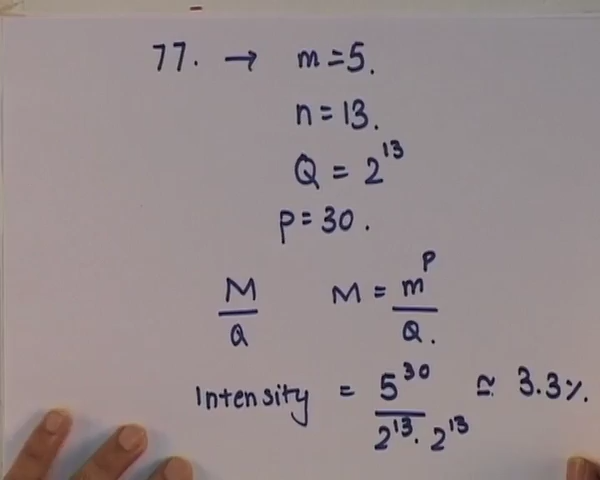 77. → m = 5.
n = 13.
Q = 2^13
p = 30.
M/Q M = m^p/Q.
Intensity = 5^30/2^13 . 2^13 ≅ 3.3%